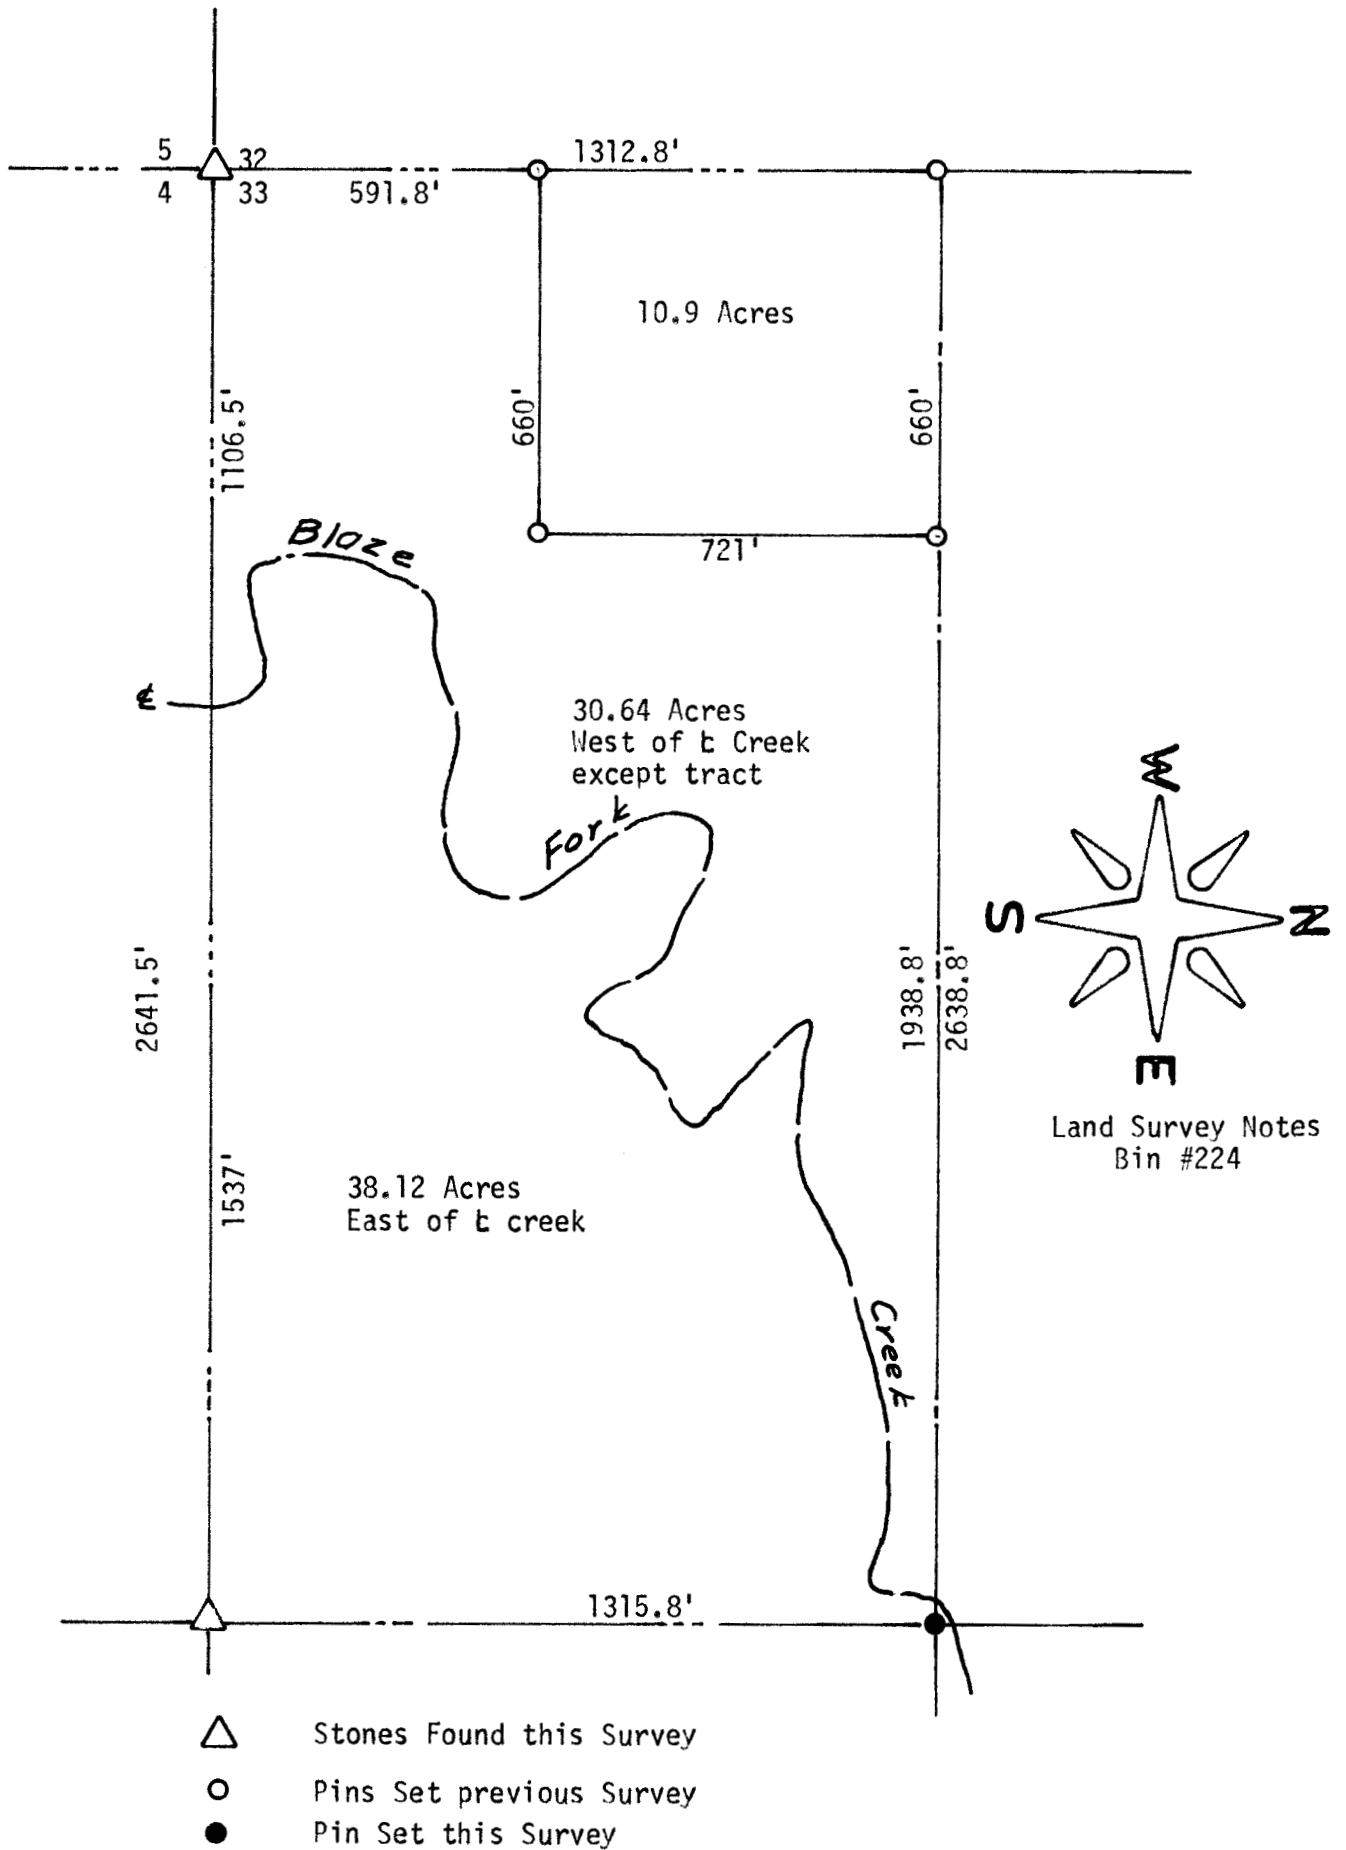 5 32
4 33
1312.8'
591.8'
10.9 Acres
1106.5'
660'
660'
721'
Blaze
℄
30.64 Acres
West of ℄ Creek
except tract
Fork
W
S
N
E
2641.5'
1938.8'
2638.8'
Land Survey Notes
Bin #224
1537'
38.12 Acres
East of ℄ creek
Creek
1315.8'
Stones Found this Survey
Pins Set previous Survey
Pin Set this Survey